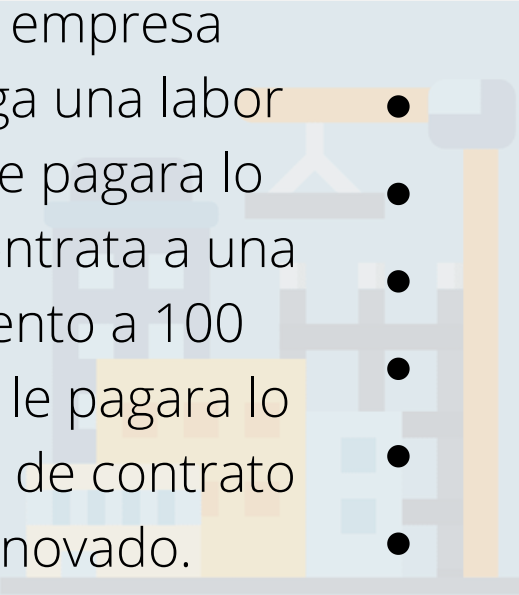 empresa
ga una labor
e pagara lo
ntrata a una
ento a 100
le pagara lo
de contrato
novado.